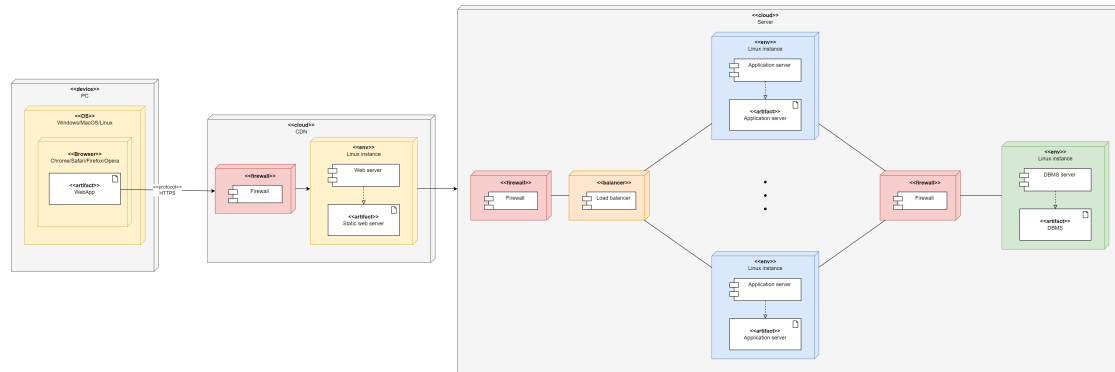 <<device>>
PC
<<OS>>
Windows/MacOS/Linux
<<Browser>>
Chrome/Safari/Firefox/Opera
<<artifact>>
WebApp
<<protocol>>
HTTPS
<<cloud>>
CDN
<<firewall>>
Firewall
<<env>>
Linux instance
Web server
<<artifact>>
Static web server
<<cloud>>
Server
<<firewall>>
Firewall
<<balancer>>
Load balancer
<<env>>
Linux instance
Application server
<<artifact>>
Application server
<<env>>
Linux instance
Application server
<<artifact>>
Application server
<<firewall>>
Firewall
<<env>>
Linux instance
DBMS server
<<artifact>>
DBMS